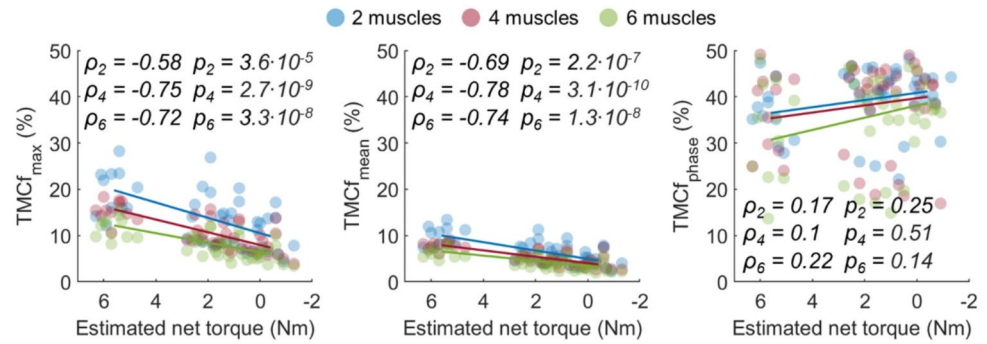 2 muscles 4 muscles 6 muscles
50
40
30
20
10
0
TMCf_max (%)
ρ₂ = -0.58 p₂ = 3.6·10⁻⁵
ρ₄ = -0.75 p₄ = 2.7·10⁻⁹
ρ₆ = -0.72 p₆ = 3.3·10⁻⁸
6 4 2 0 -2
Estimated net torque (Nm)
50
40
30
20
10
0
TMCf_mean (%)
ρ₂ = -0.69 p₂ = 2.2·10⁻⁷
ρ₄ = -0.78 p₄ = 3.1·10⁻¹⁰
ρ₆ = -0.74 p₆ = 1.3·10⁻⁸
6 4 2 0 -2
Estimated net torque (Nm)
50
40
30
20
10
0
TMCf_phase (%)
ρ₂ = 0.17 p₂ = 0.25
ρ₄ = 0.1 p₄ = 0.51
ρ₆ = 0.22 p₆ = 0.14
6 4 2 0 -2
Estimated net torque (Nm)